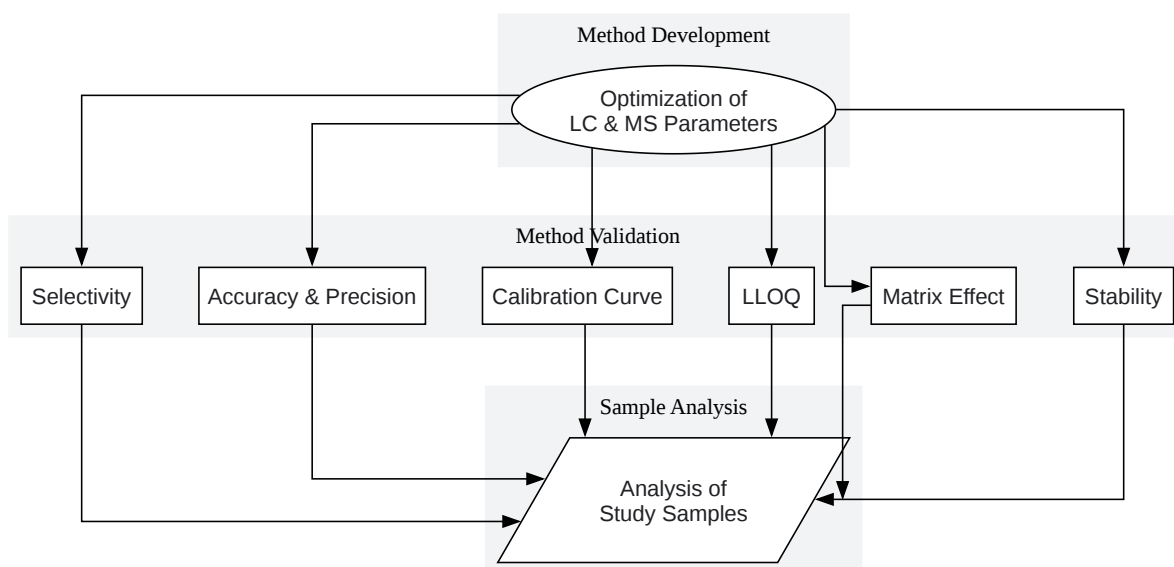 Method Development
Optimization of
LC & MS Parameters
Method Validation
Selectivity
Accuracy & Precision
Calibration Curve
LLOQ
Matrix Effect
Stability
Sample Analysis
Analysis of
Study Samples